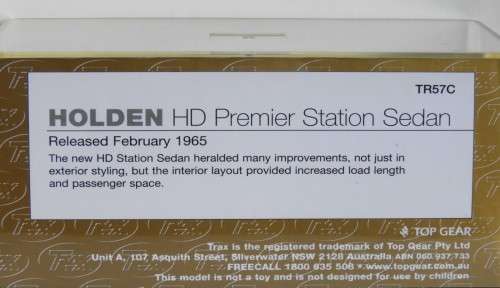 TR57C
HOLDEN HD Premier Station Sedan
Released February 1965
The new HD Station Sedan heralded many improvements, not just in
exterior styling, but the interior layout provided increased load length
and passenger space.
TOP GEAR
Trax is the registered trademark of Top Gear Pty Ltd
Unit A, 107 Asquith Street, Silverwater NSW 2128 Australia ABN 060 937 733
FREECALL 1800 635 506 • www.topgear.com.au
This model is not a toy and is not designed for use by children